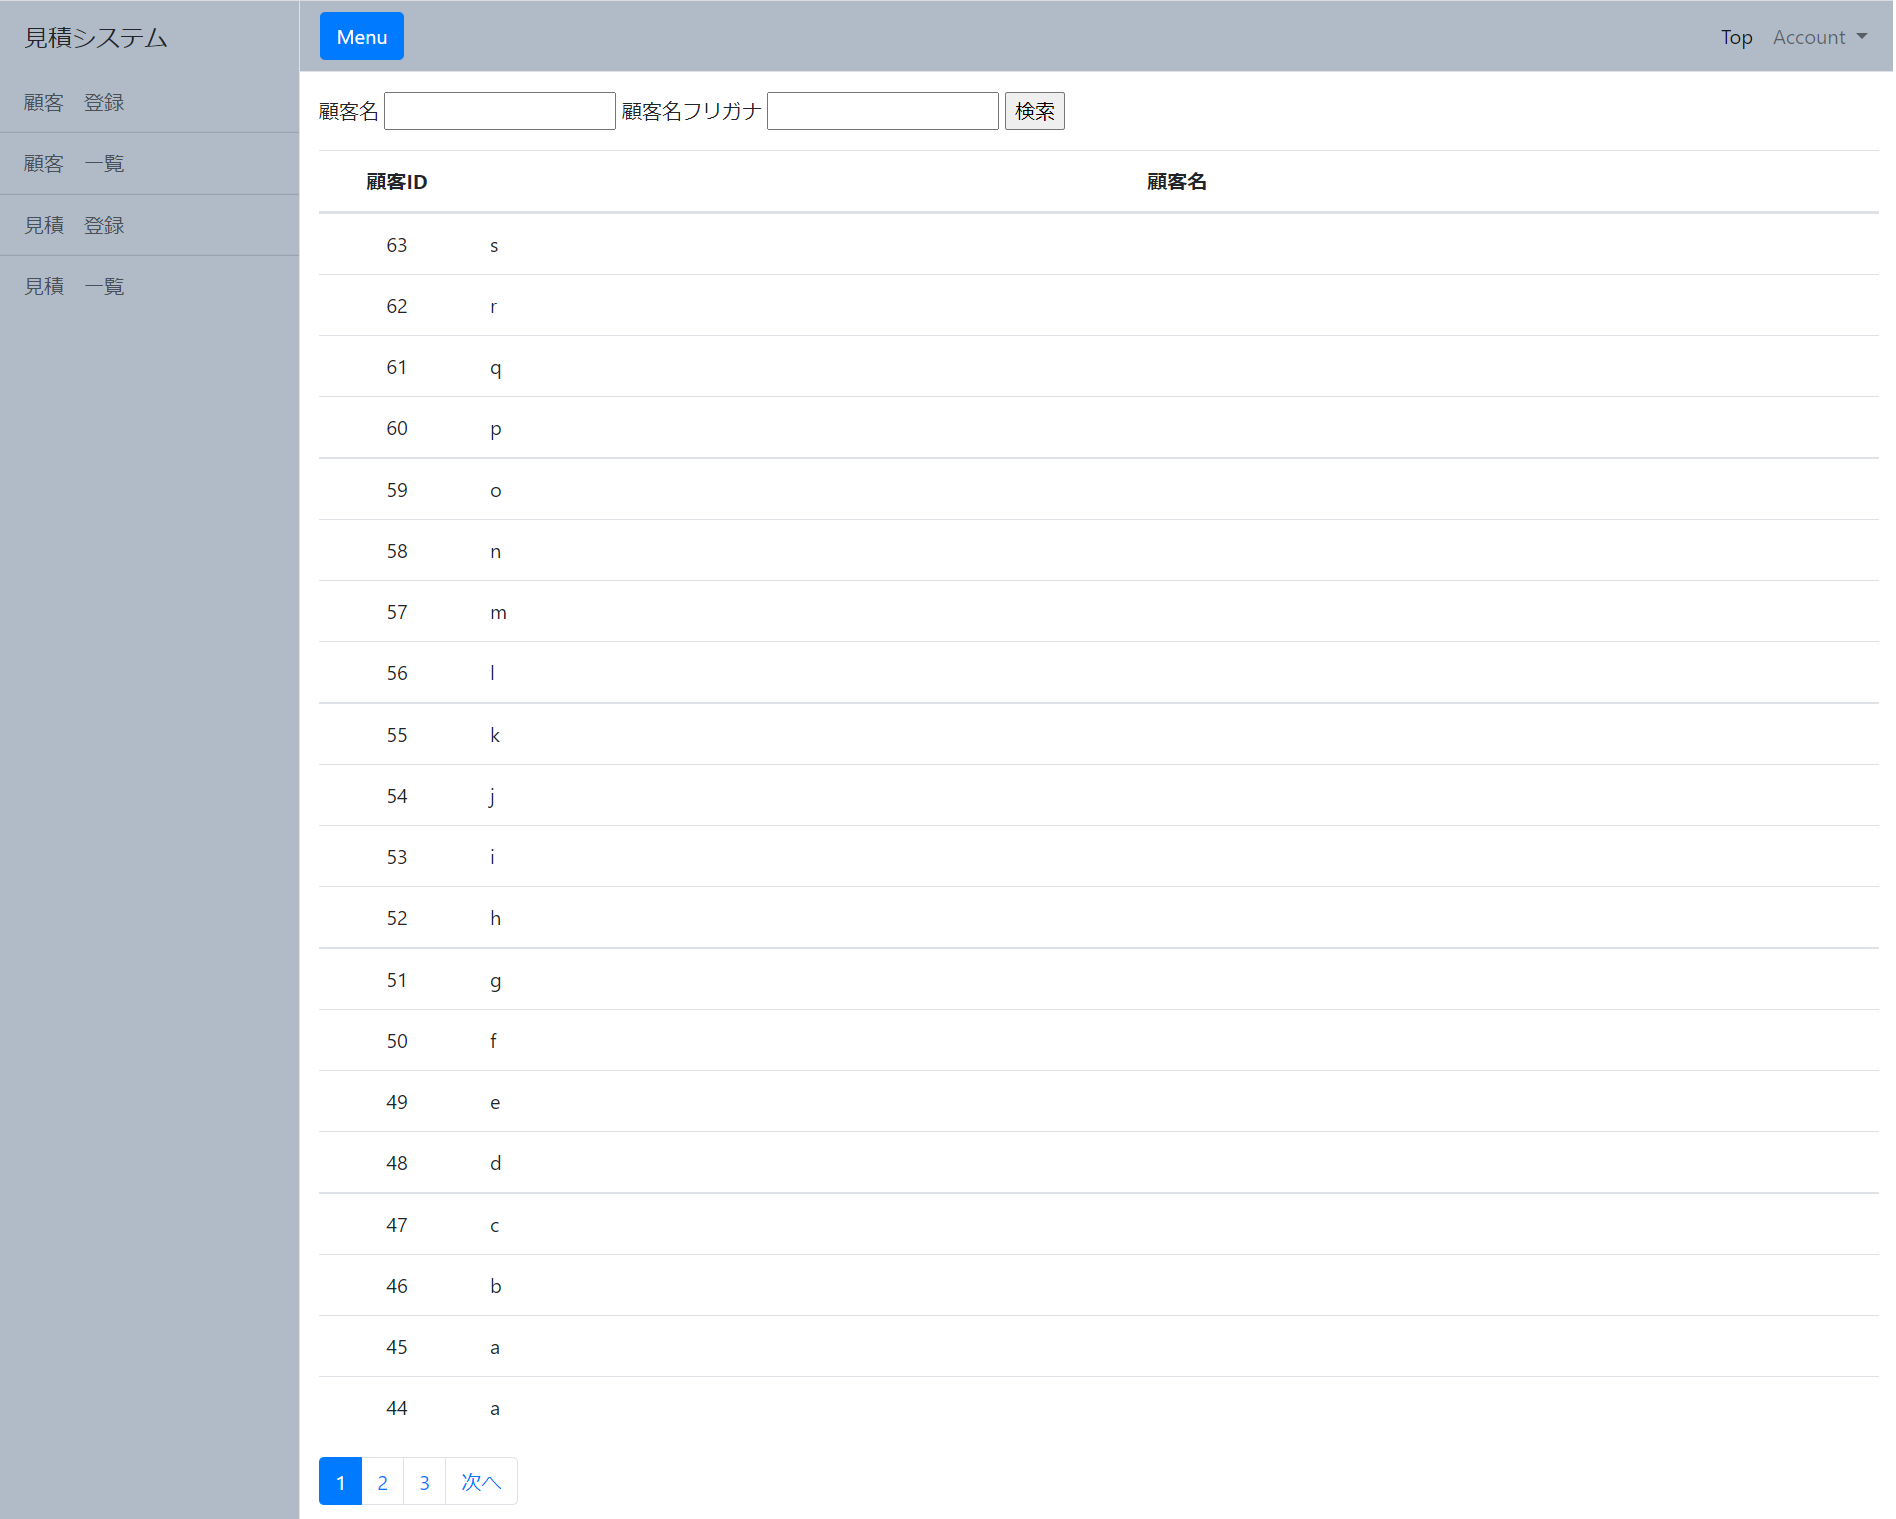 見積システム
顧客　登録
顧客　一覧
見積　登録
見積　一覧
Menu
Top Account
顧客名 顧客名フリガナ 検索
顧客ID 顧客名
63 s
62 r
61 q
60 p
59 o
58 n
57 m
56 l
55 k
54 j
53 i
52 h
51 g
50 f
49 e
48 d
47 c
46 b
45 a
44 a
1 2 3 次へ